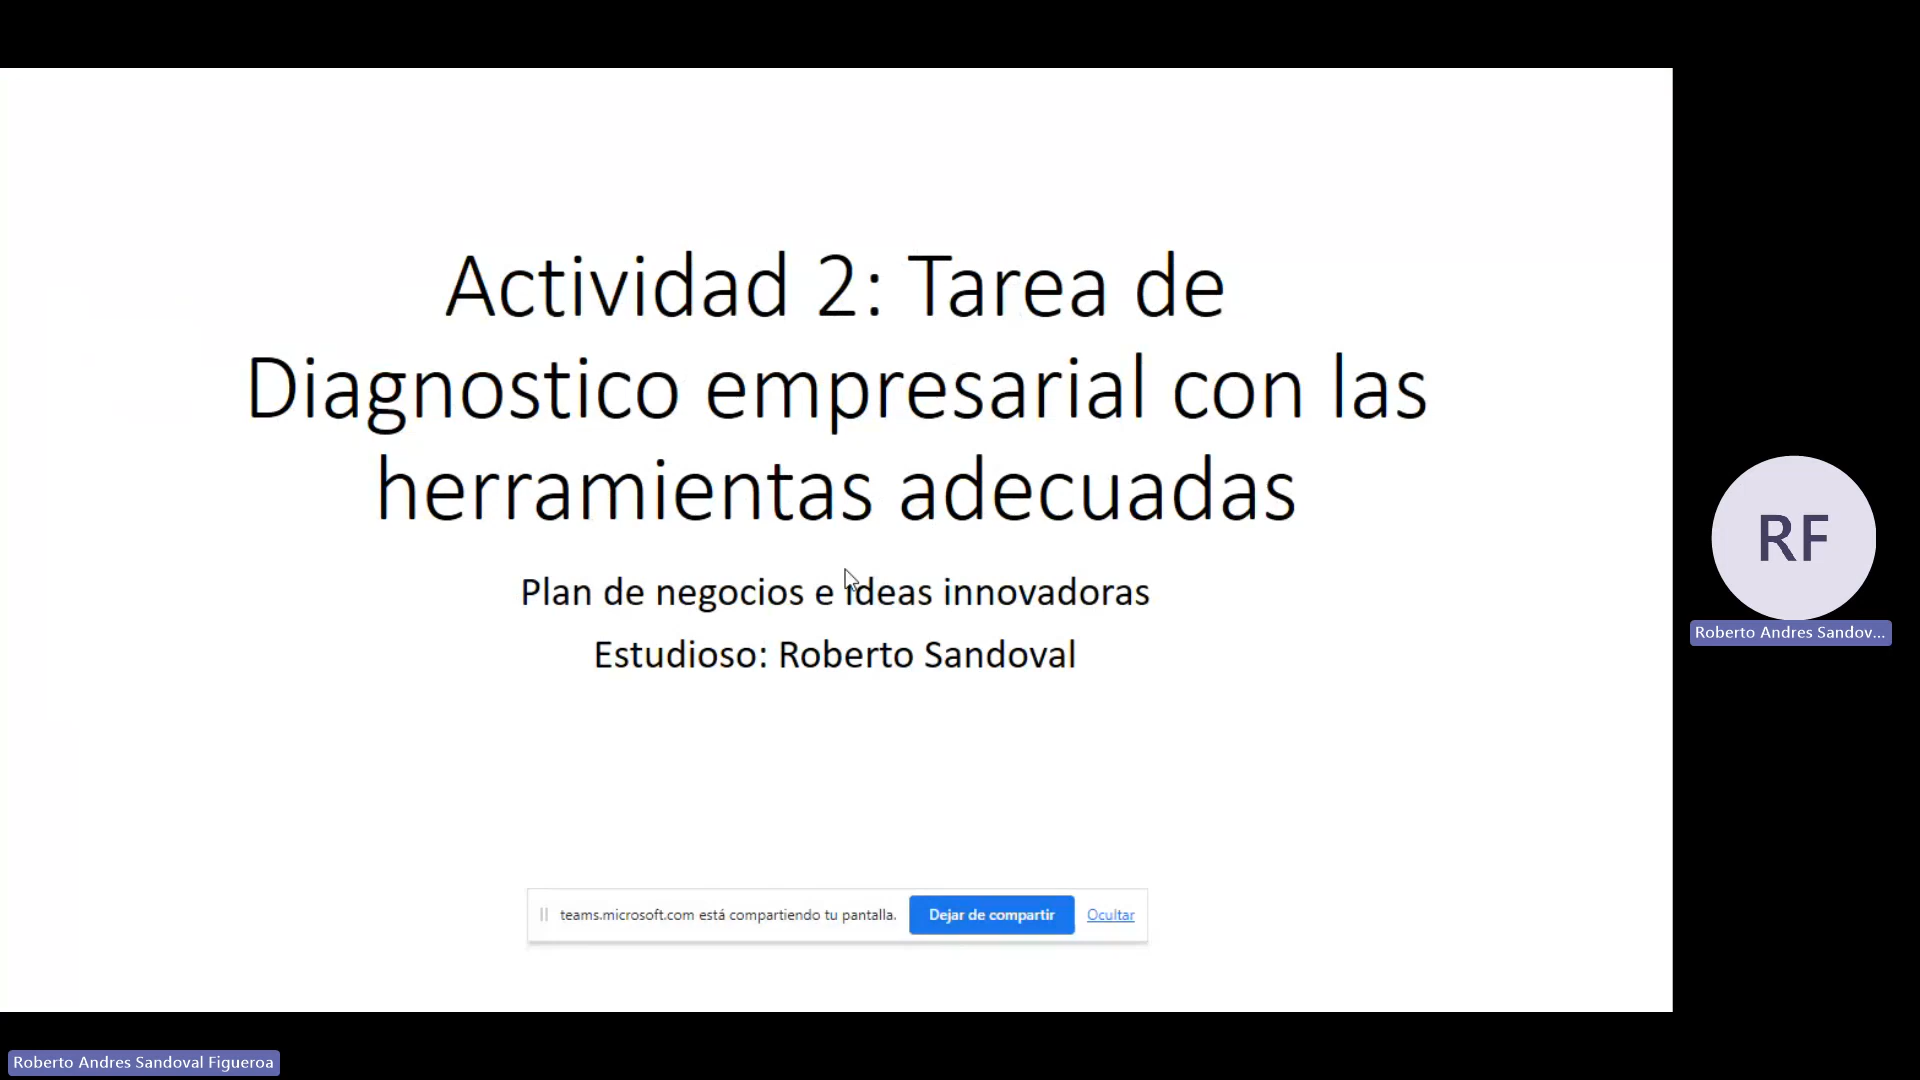 Actividad 2: Tarea de
Diagnostico empresarial con las
herramientas adecuadas
Plan de negocios e ideas innovadoras
Estudioso: Roberto Sandoval
RF
Roberto Andres Sandov...
teams.microsoft.com está compartiendo tu pantalla.
Dejar de compartir
Ocultar
Roberto Andres Sandoval Figueroa